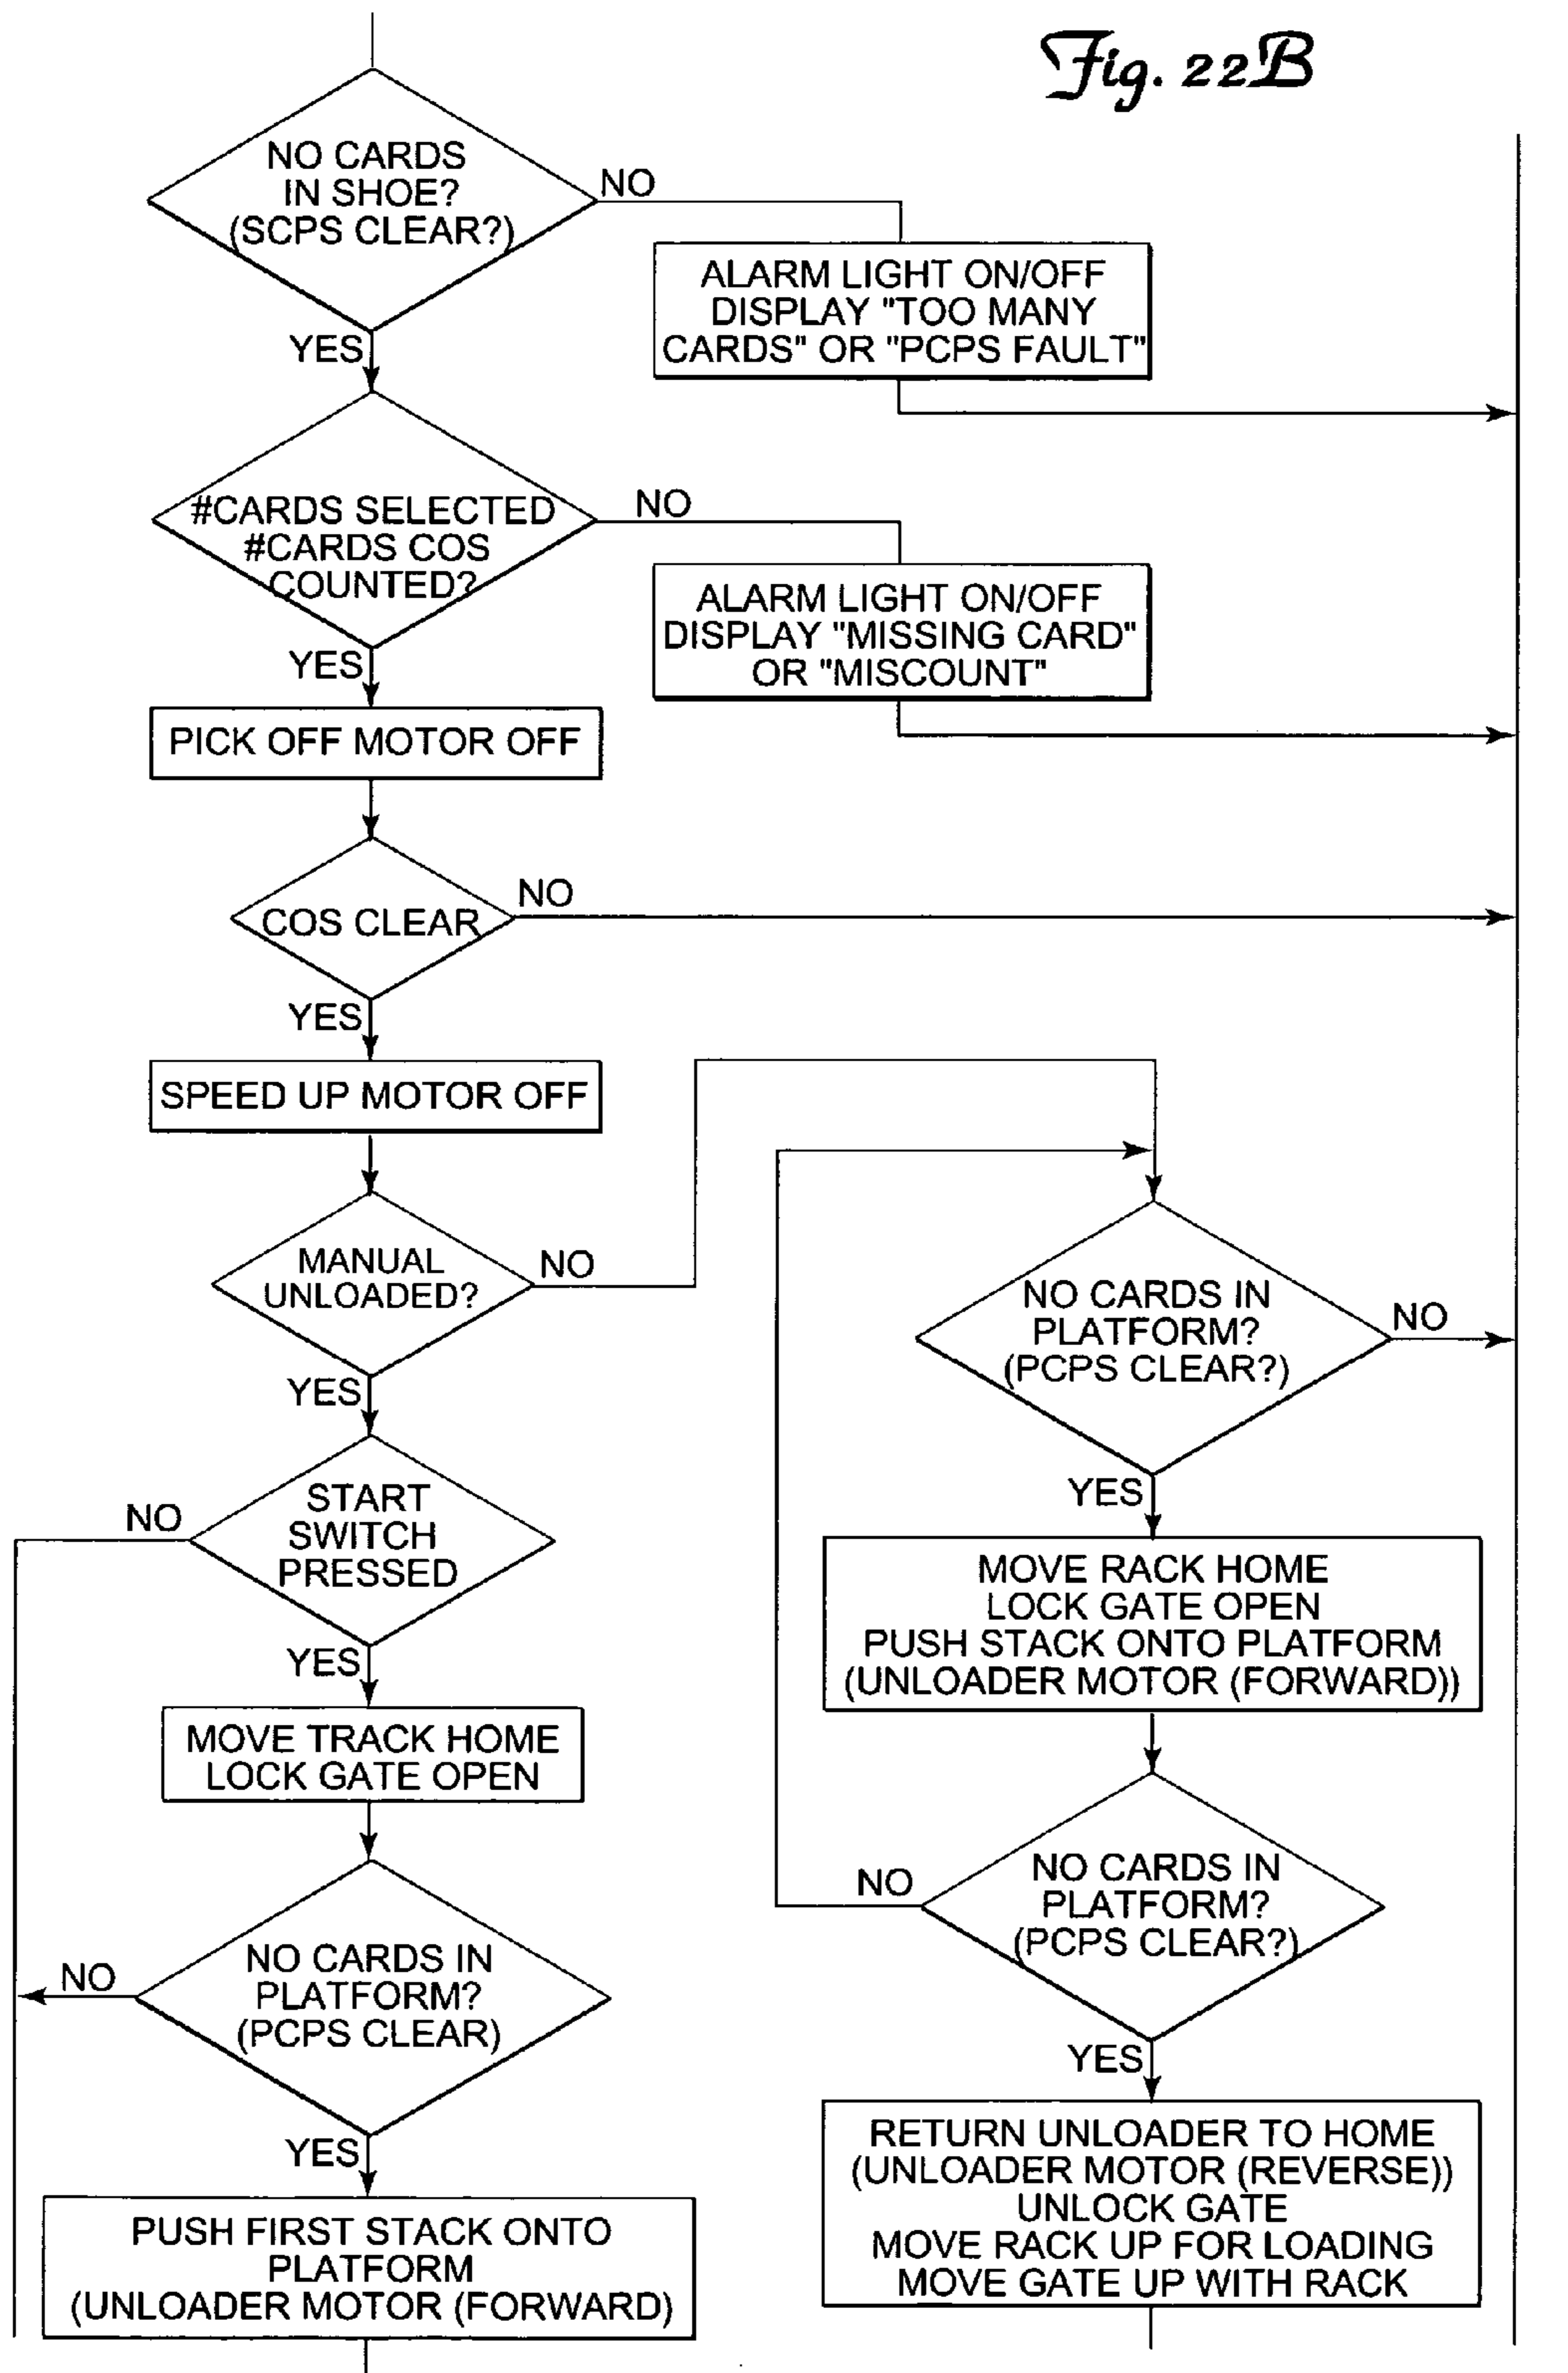 Fig. 22B
NO CARDS
IN SHOE?
(SCPS CLEAR?)
NO
YES
ALARM LIGHT ON/OFF
DISPLAY "TOO MANY
CARDS" OR "PCPS FAULT"
#CARDS SELECTED
#CARDS COS
COUNTED?
NO
YES
ALARM LIGHT ON/OFF
DISPLAY "MISSING CARD"
OR "MISCOUNT"
PICK OFF MOTOR OFF
COS CLEAR
NO
YES
SPEED UP MOTOR OFF
MANUAL
UNLOADED?
NO
YES
START
SWITCH
PRESSED
NO
YES
MOVE TRACK HOME
LOCK GATE OPEN
NO CARDS IN
PLATFORM?
(PCPS CLEAR)
NO
YES
PUSH FIRST STACK ONTO
PLATFORM
(UNLOADER MOTOR (FORWARD)
NO CARDS IN
PLATFORM?
(PCPS CLEAR?)
NO
YES
MOVE RACK HOME
LOCK GATE OPEN
PUSH STACK ONTO PLATFORM
(UNLOADER MOTOR (FORWARD))
NO CARDS IN
PLATFORM?
(PCPS CLEAR?)
NO
YES
RETURN UNLOADER TO HOME
(UNLOADER MOTOR (REVERSE))
UNLOCK GATE
MOVE RACK UP FOR LOADING
MOVE GATE UP WITH RACK